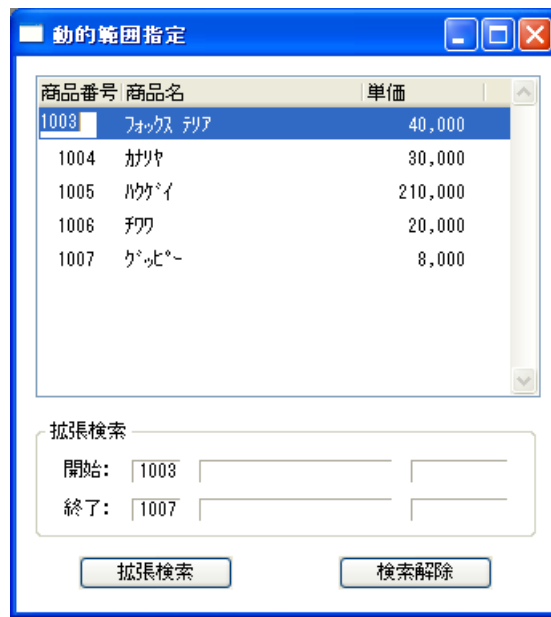 動的範囲指定
商品番号 商品名 単価
1003 フォックス テリア 40,000
1004 カナリヤ 30,000
1005 ハウゲイ 210,000
1006 チワワ 20,000
1007 グッピー 8,000
拡張検索
開始: 1003
終了: 1007
拡張検索 検索解除